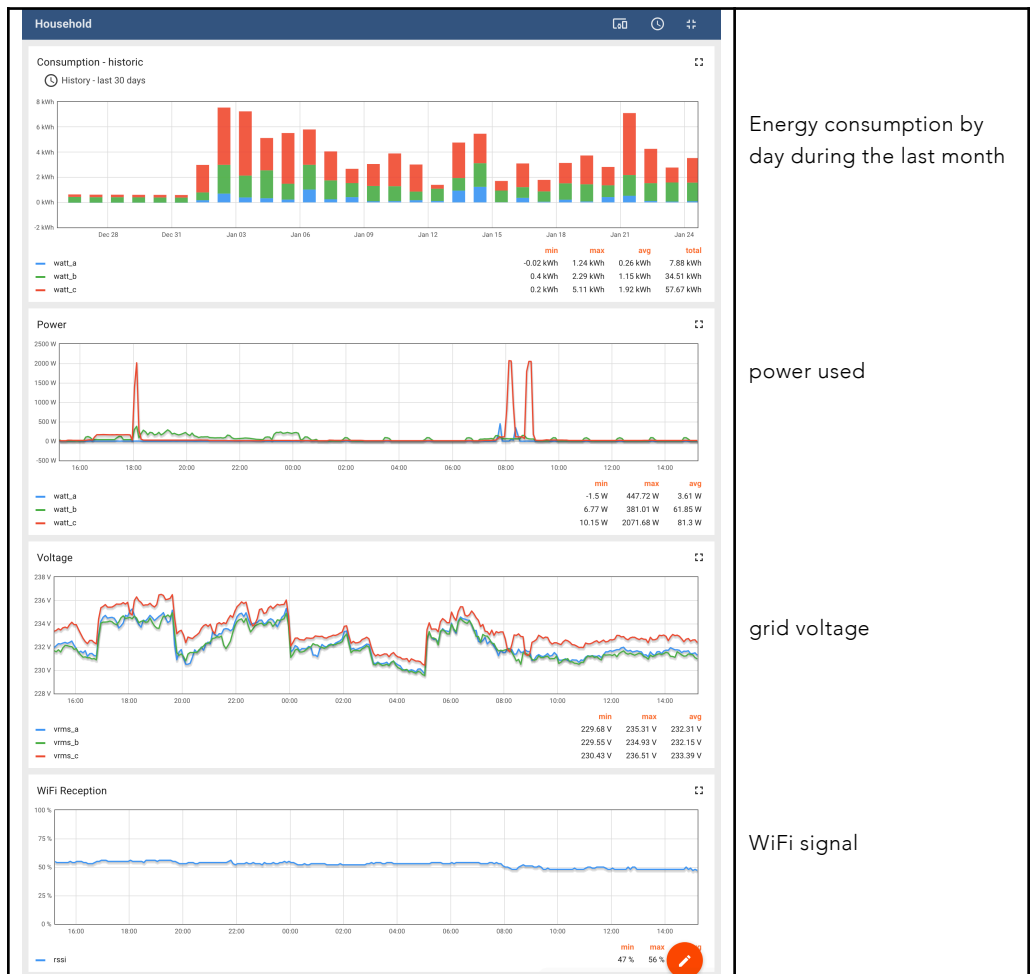 Household
Consumption - historic
History - last 30 days
8 kWh
6 kWh
4 kWh
2 kWh
0 kWh
-2 kWh
Dec 28 Dec 31 Jan 03 Jan 06 Jan 09 Jan 12 Jan 15 Jan 18 Jan 21 Jan 24
min max avg total
watt_a -0.02 kWh 1.24 kWh 0.26 kWh 7.88 kWh
watt_b 0.4 kWh 2.29 kWh 1.15 kWh 34.51 kWh
watt_c 0.2 kWh 5.11 kWh 1.92 kWh 57.67 kWh
Energy consumption by
day during the last month
Power
2500 W
2000 W
1500 W
1000 W
500 W
0 W
-500 W
16:00 18:00 20:00 22:00 00:00 02:00 04:00 06:00 08:00 10:00 12:00 14:00
min max avg
watt_a -1.5 W 447.72 W 3.61 W
watt_b 6.77 W 381.01 W 61.85 W
watt_c 10.15 W 2071.68 W 81.3 W
power used
Voltage
238 V
236 V
234 V
232 V
230 V
228 V
16:00 18:00 20:00 22:00 00:00 02:00 04:00 06:00 08:00 10:00 12:00 14:00
min max avg
vrms_a 229.68 V 235.31 V 232.31 V
vrms_b 229.55 V 234.93 V 232.15 V
vrms_c 230.43 V 236.51 V 233.39 V
grid voltage
WiFi Reception
100 %
75 %
50 %
25 %
0 %
16:00 18:00 20:00 22:00 00:00 02:00 04:00 06:00 08:00 10:00 12:00 14:00
min max
rssi 47 % 56 %
WiFi signal